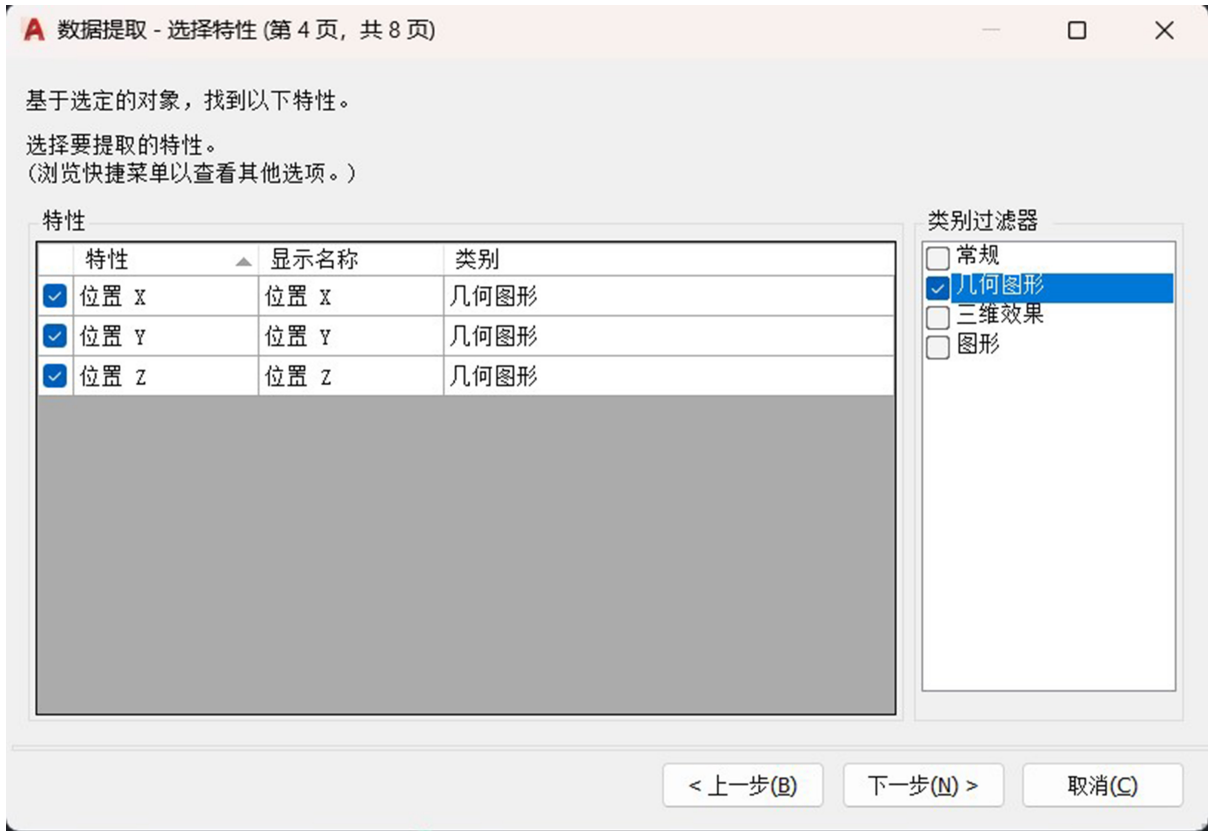 数据提取 - 选择特性 (第 4 页, 共 8 页)
基于选定的对象，找到以下特性。
选择要提取的特性。
(浏览快捷菜单以查看其他选项。)
特性
特性 显示名称 类别
位置 X 位置 X 几何图形
位置 Y 位置 Y 几何图形
位置 Z 位置 Z 几何图形
类别过滤器
常规
几何图形
三维效果
图形
< 上一步(B) 下一步(N) > 取消(C)